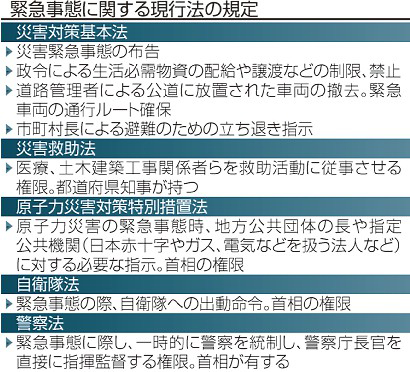 緊急事態に関する現行法の規定
災害対策基本法
▶災害緊急事態の布告
▶政令による生活必需物資の配給や譲渡などの制限、禁止
▶道路管理者による公道に放置された車両の撤去。緊急
車両の通行ルート確保
▶市町村長による避難のための立ち退き指示
災害救助法
▶医療、土木建築工事関係者らを救助活動に従事させる
権限。都道府県知事が持つ
原子力災害対策特別措置法
▶原子力災害の緊急事態時、地方公共団体の長や指定
公共機関(日本赤十字やガス、電気などを扱う法人など)
に対する必要な指示。首相の権限
自衛隊法
▶緊急事態の際、自衛隊への出動命令。首相の権限
警察法
▶緊急事態に際し、一時的に警察を統制し、警察庁長官を
直接に指揮監督する権限。首相が有する